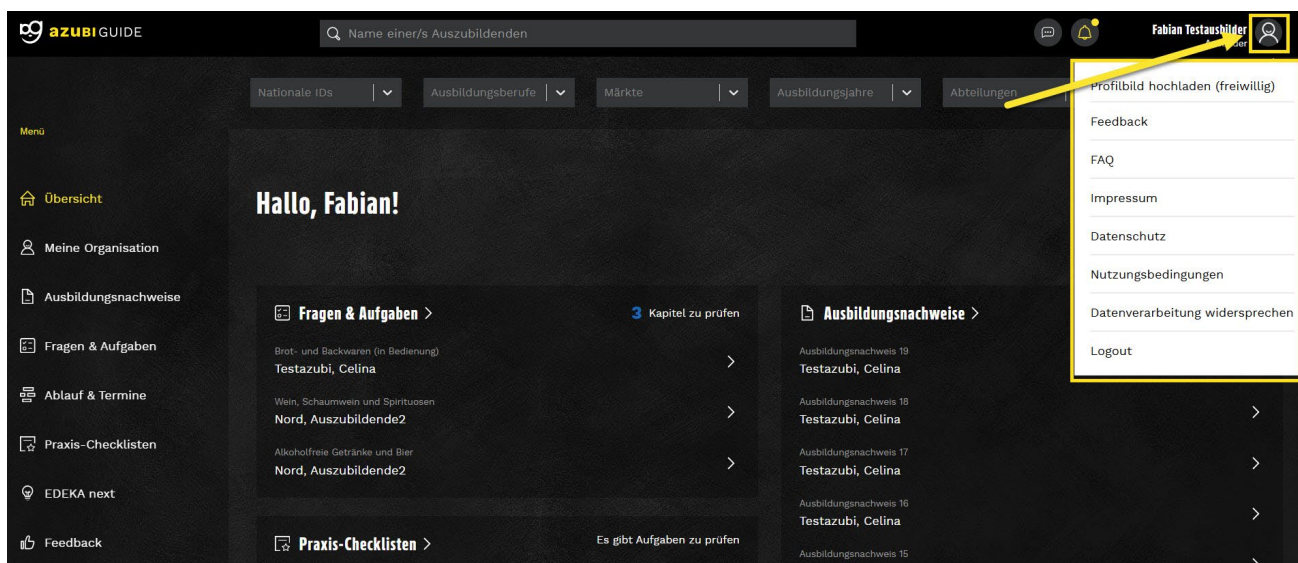 azubiGUIDE
Name einer/s Auszubildenden
Fabian Testausbilder
Nationale IDs
Ausbildungsberufe
Märkte
Ausbildungsjahre
Abteilungen
Profilbild hochladen (freiwillig)
Feedback
FAQ
Impressum
Datenschutz
Nutzungsbedingungen
Datenverarbeitung widersprechen
Logout
Menü
Übersicht
Meine Organisation
Ausbildungsnachweise
Fragen & Aufgaben
Ablauf & Termine
Praxis-Checklisten
EDEKA next
Feedback
Hallo, Fabian!
Fragen & Aufgaben >
3 Kapitel zu prüfen
Brot- und Backwaren (in Bedienung)
Testazubi, Celina
Wein, Schaumwein und Spirituosen
Nord, Auszubildende2
Alkoholfreie Getränke und Bier
Nord, Auszubildende2
Praxis-Checklisten >
Es gibt Aufgaben zu prüfen
Ausbildungsnachweise >
Ausbildungsnachweis 19
Testazubi, Celina
Ausbildungsnachweis 18
Testazubi, Celina
Ausbildungsnachweis 17
Testazubi, Celina
Ausbildungsnachweis 16
Testazubi, Celina
Ausbildungsnachweis 15